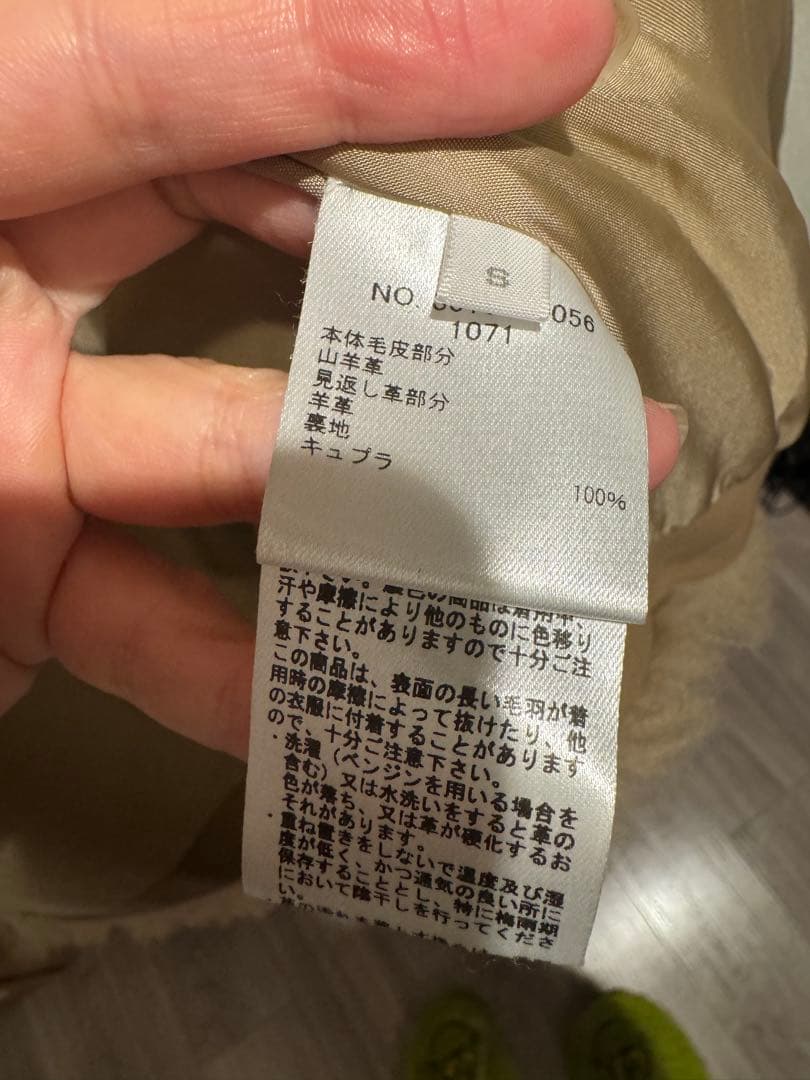 S
NO.
056
1071
本体毛皮部分
山羊革
見返し革部分
羊革
裏地
キュプラ
100%
汗や摩擦により他のものに色移り
することがありますので十分ご注
意下さい。
この商品は、表面の長い毛羽が着
用時の摩擦によって抜けたり、他
の衣服に付着することがあります
ので、十分ご注意下さい。
・洗濯(ベンジンを用いる場合を
含む)又は水洗いをすると革の
色が落ち、又は革が硬化するお
それがあります。
・重ね置きをしないで温度及び湿
度が低く、かつ通気の良い所に
保存することとし、特に梅雨期
において陰干しを行ってくださ
い。